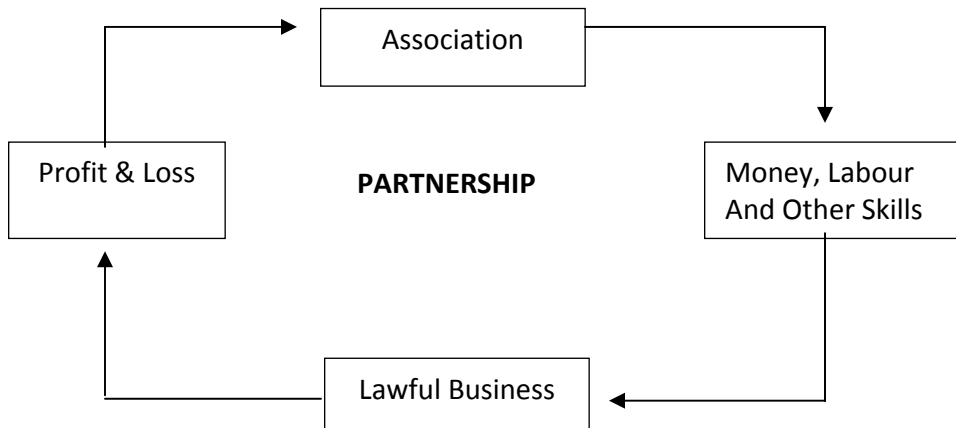 Association
Profit & Loss
PARTNERSHIP
Money, Labour
And Other Skills
Lawful Business